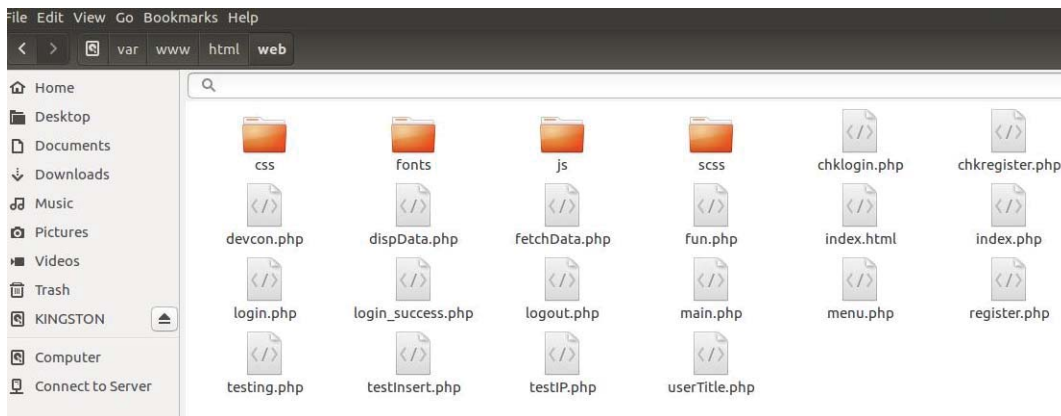 File Edit View Go Bookmarks Help
var www html web
Home
Desktop
Documents
Downloads
Music
Pictures
Videos
Trash
KINGSTON
Computer
Connect to Server
css fonts js scss chklogin.php chkregister.php
devcon.php dispData.php fetchData.php fun.php index.html index.php
login.php login_success.php logout.php main.php menu.php register.php
testing.php testInsert.php testIP.php userTitle.php